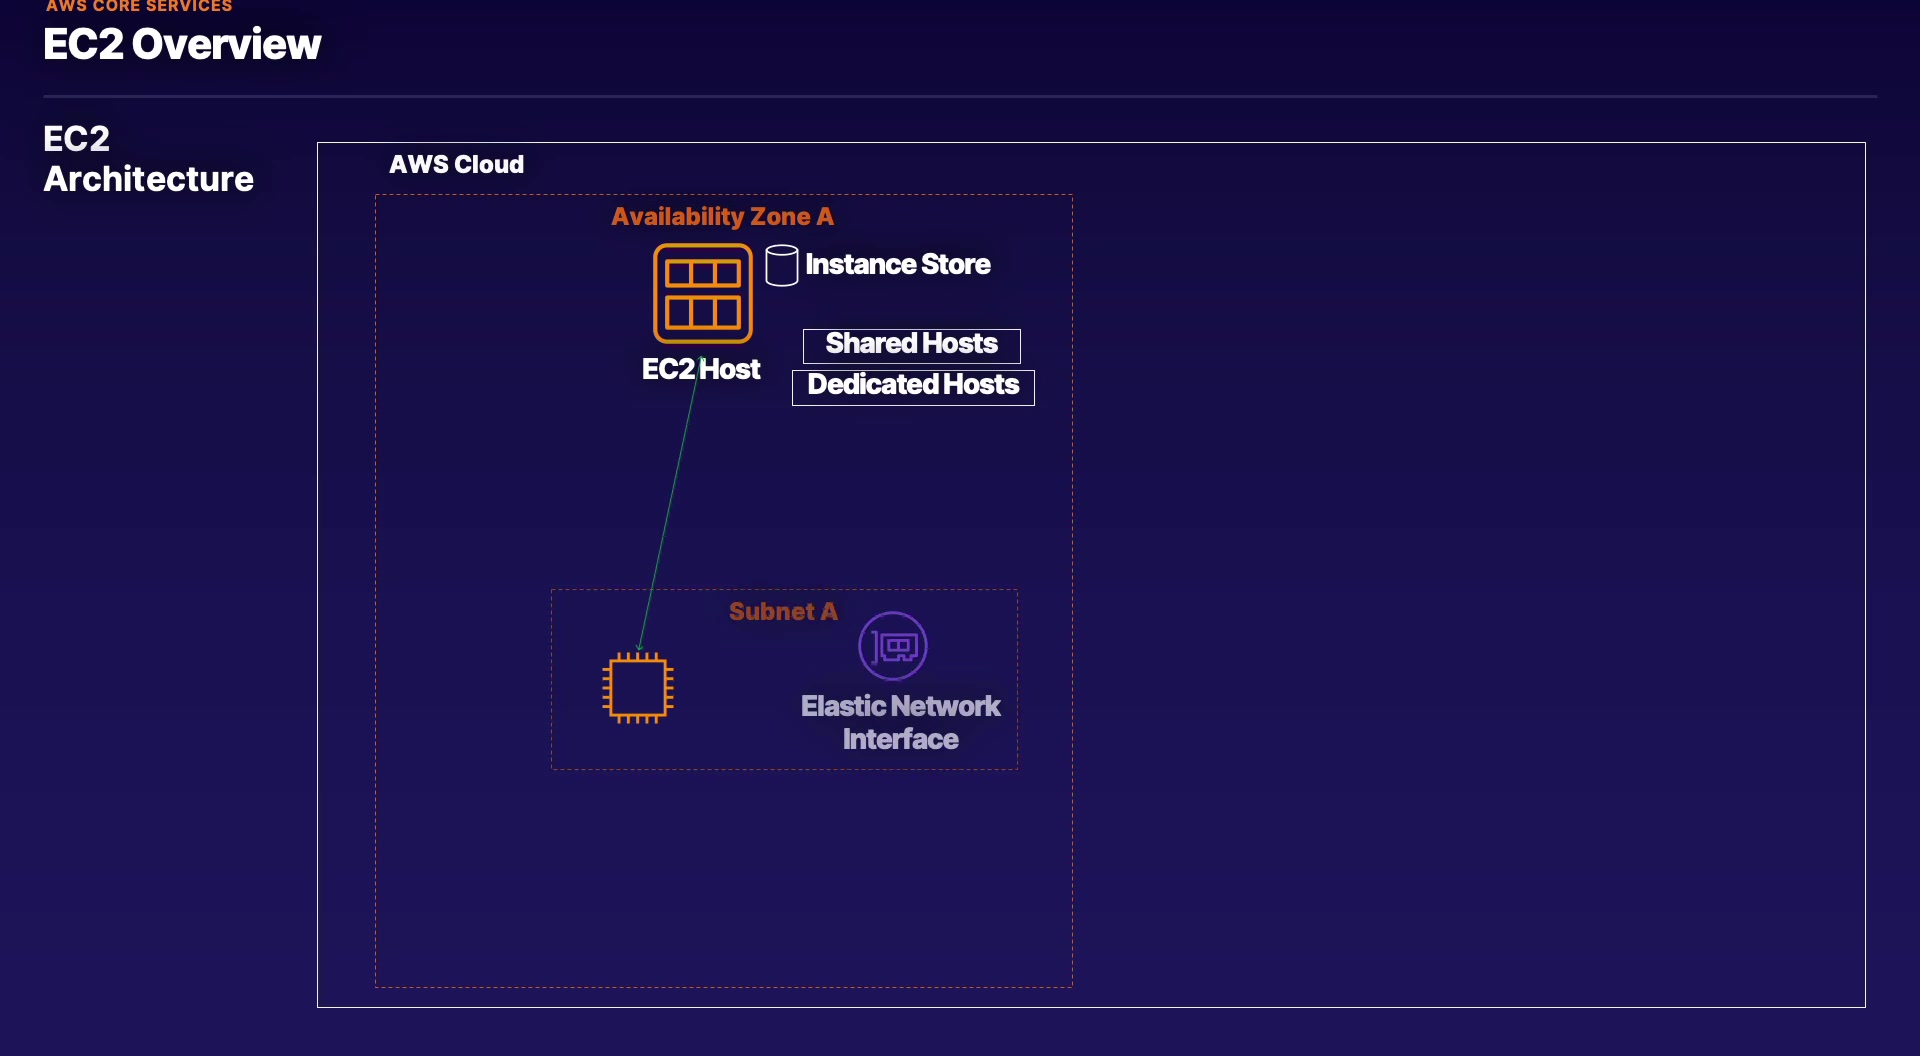 AWS CORE SERVICES
EC2 Overview
EC2
Architecture
AWS Cloud
Availability Zone A
Instance Store
Shared Hosts
EC2 Host
Dedicated Hosts
Subnet A
Elastic Network
Interface